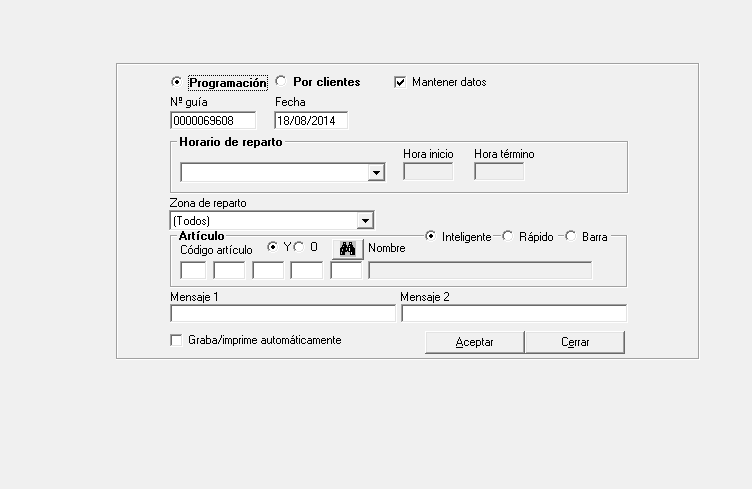 Programación Por clientes Mantener datos
Nº guía Fecha
0000069608 18/08/2014
Horario de reparto
Hora inicio Hora término
Zona de reparto
(Todos)
Artículo Inteligente Rápido Barra
Código artículo Y O Nombre
Mensaje 1 Mensaje 2
Graba/imprime automáticamente Aceptar Cerrar